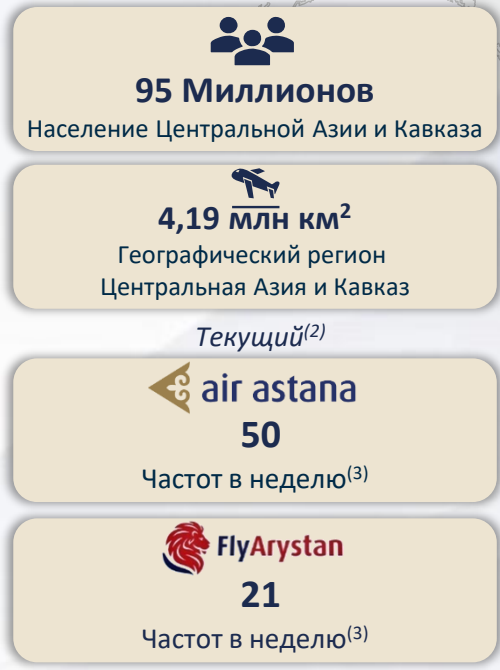 95 Миллионов
Население Центральной Азии и Кавказа
4,19 млн км²
Географический регион
Центральная Азия и Кавказ
Текущий⁽²⁾
air astana
50
Частот в неделю⁽³⁾
FlyArystan
21
Частот в неделю⁽³⁾